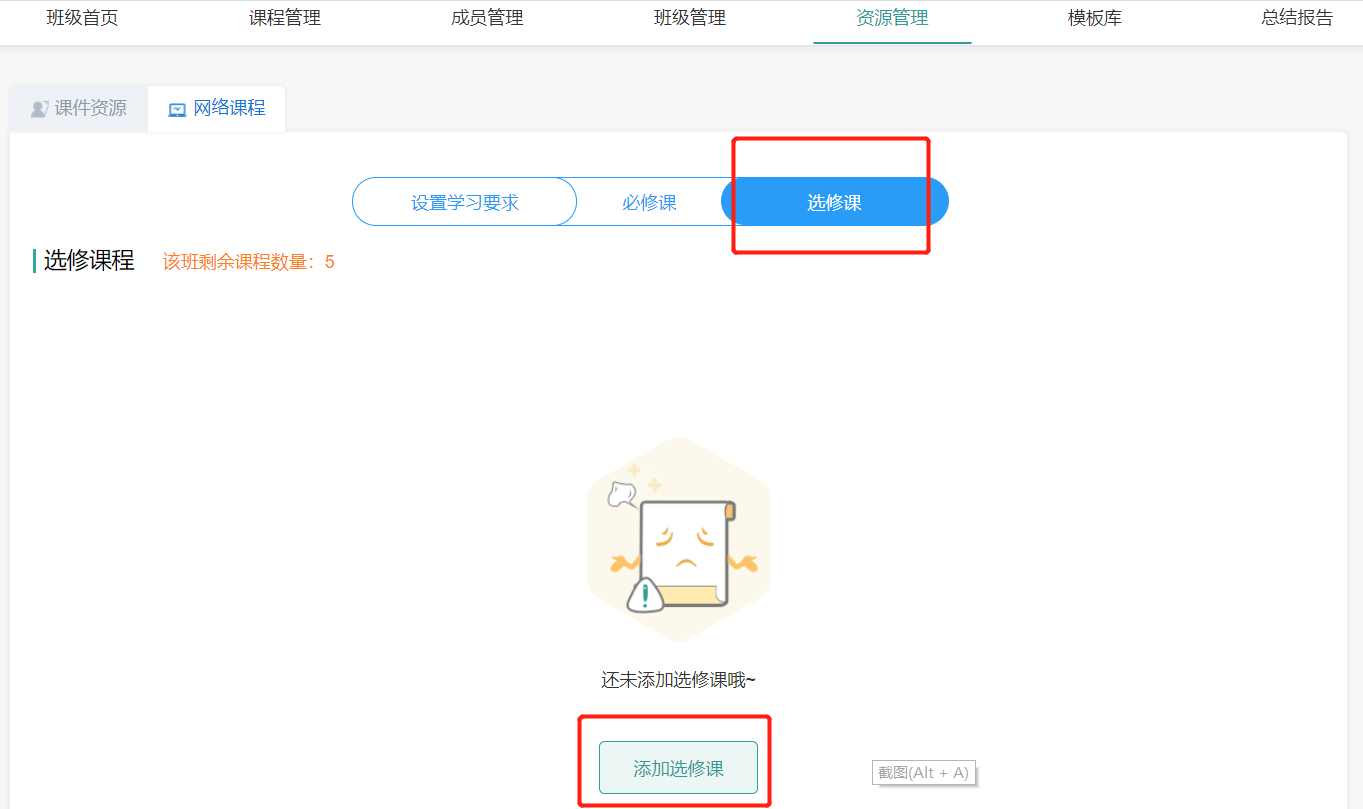 班级首页 课程管理 成员管理 班级管理 资源管理 模板库 总结报告
课件资源 网络课程
设置学习要求 必修课 选修课
选修课程 该班剩余课程数量：5
还未添加选修课哦~
添加选修课
截图(Alt + A)